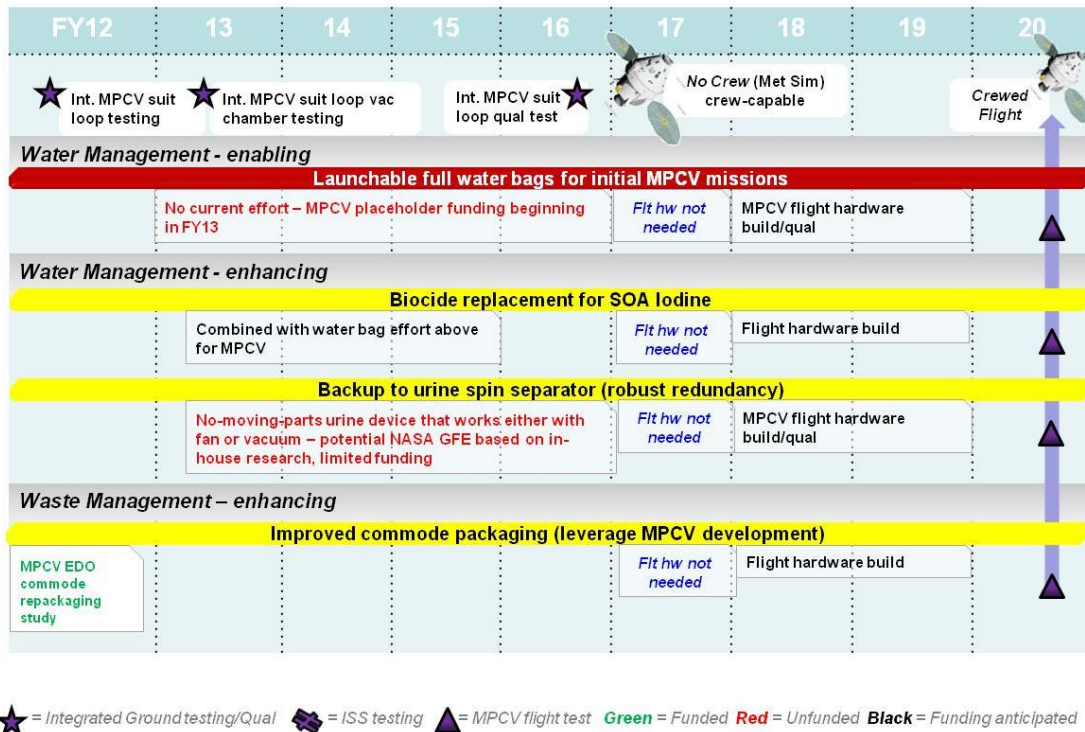 FY12 13 14 15 16 17 18 19 20
Int. MPCV suit
loop testing
Int. MPCV suit loop vac
chamber testing
Int. MPCV suit
loop qual test
No Crew (Met Sim)
crew-capable
Crewed
Flight
Water Management - enabling
Launchable full water bags for initial MPCV missions
No current effort – MPCV placeholder funding beginning
in FY13
Flt hw not
needed
MPCV flight hardware
build/qual
Water Management - enhancing
Biocide replacement for SOA Iodine
Combined with water bag effort above
for MPCV
Flt hw not
needed
Flight hardware build
Backup to urine spin separator (robust redundancy)
No-moving-parts urine device that works either with
fan or vacuum – potential NASA GFE based on in-
house research, limited funding
Flt hw not
needed
MPCV flight hardware
build/qual
Waste Management – enhancing
Improved commode packaging (leverage MPCV development)
MPCV EDO
commode
repackaging
study
Flt hw not
needed
Flight hardware build
= Integrated Ground testing/Qual = ISS testing = MPCV flight test Green = Funded Red = Unfunded Black = Funding anticipated